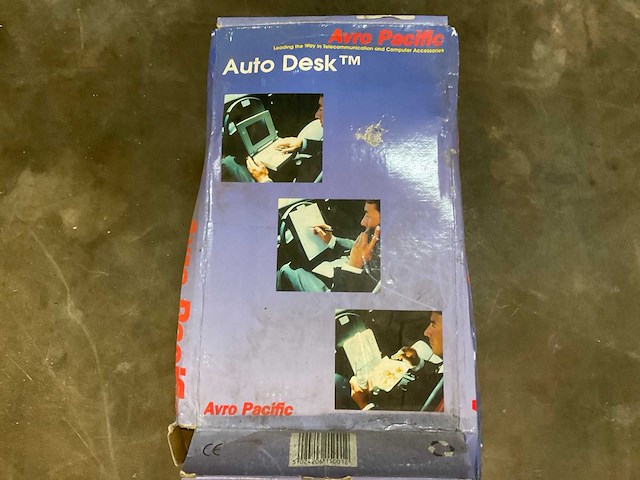 Avro Pacific
Leading the Way in Telecommunication and Computer Accessories
Auto Desk™
Avro Pacific
CE